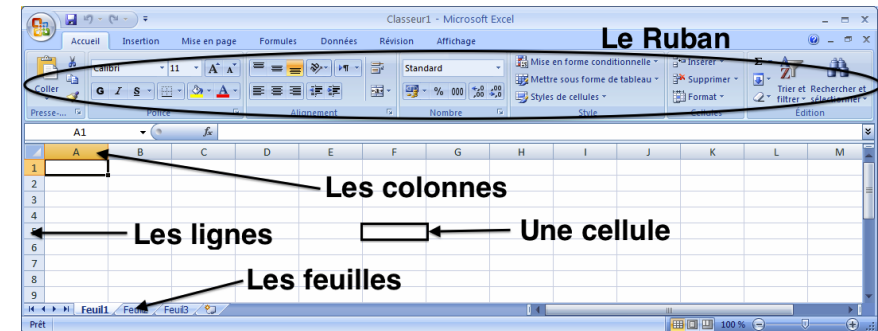 Classeur1 - Microsoft Excel
Accueil Insertion Mise en page Formules Données Révision Affichage
Le Ruban
Coller
Calibri 11 A A Standard
G I S A % 000
Mise en forme conditionnelle
Mettre sous forme de tableau
Styles de cellules
Insérer
Supprimer
Format
Σ
Trier et filtrer
Rechercher et sélectionner
Presse-... Police Alignement Nombre Style Cellules Édition
A1 fx
A B C D E F G H I J K L M
1
2
3
Les colonnes
4
5
Les lignes
Une cellule
6
7
8
Les feuilles
9
Feuil1 Feuil3
Prêt 100 %